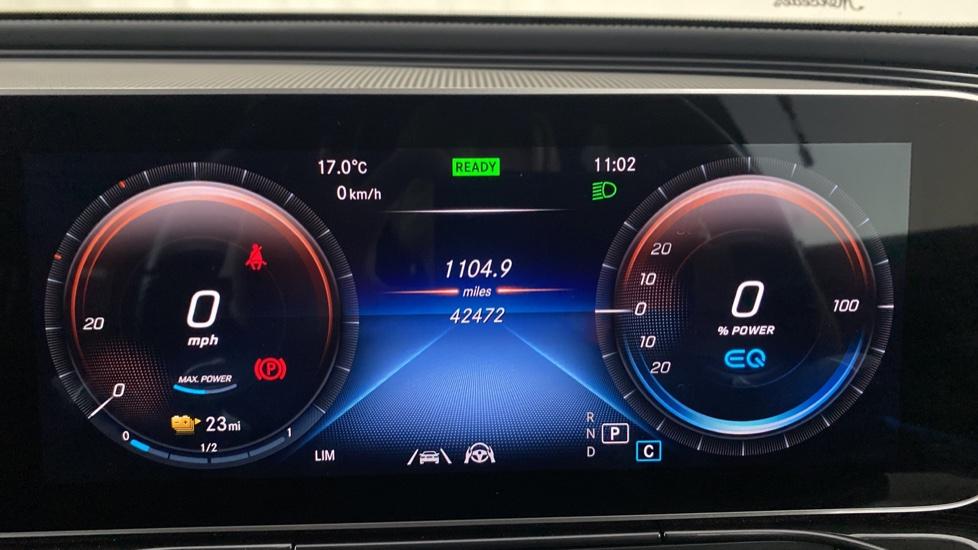 Mercedes
17.0°C
READY
11:02
0 km/h
20
0
mph
MAX. POWER
0
23 mi
0
1/2
1
LIM
1104.9
miles
42472
R
N
P
D
C
20
10
0
10
20
0
% POWER
EQ
100